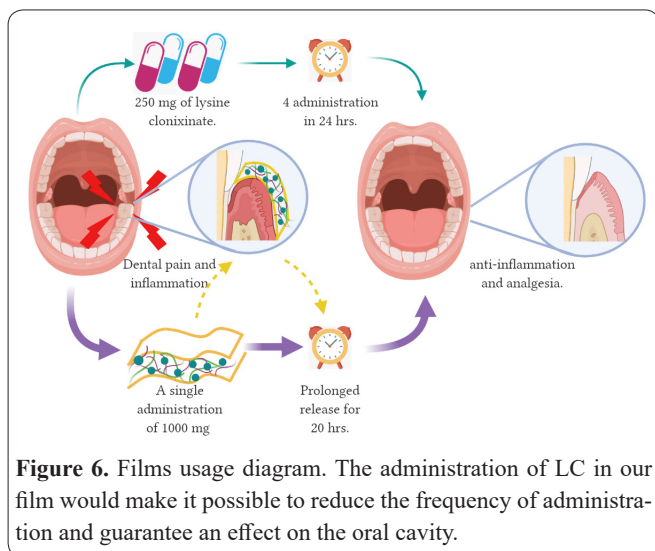 250 mg of lysine
clonixinate.
4 administration
in 24 hrs.
Dental pain and
inflammation
anti-inflammation
and analgesia.
A single
administration
of 1000 mg
Prolonged
release for
20 hrs.
Figure 6. Films usage diagram. The administration of LC in our
film would make it possible to reduce the frequency of administra-
tion and guarantee an effect on the oral cavity.